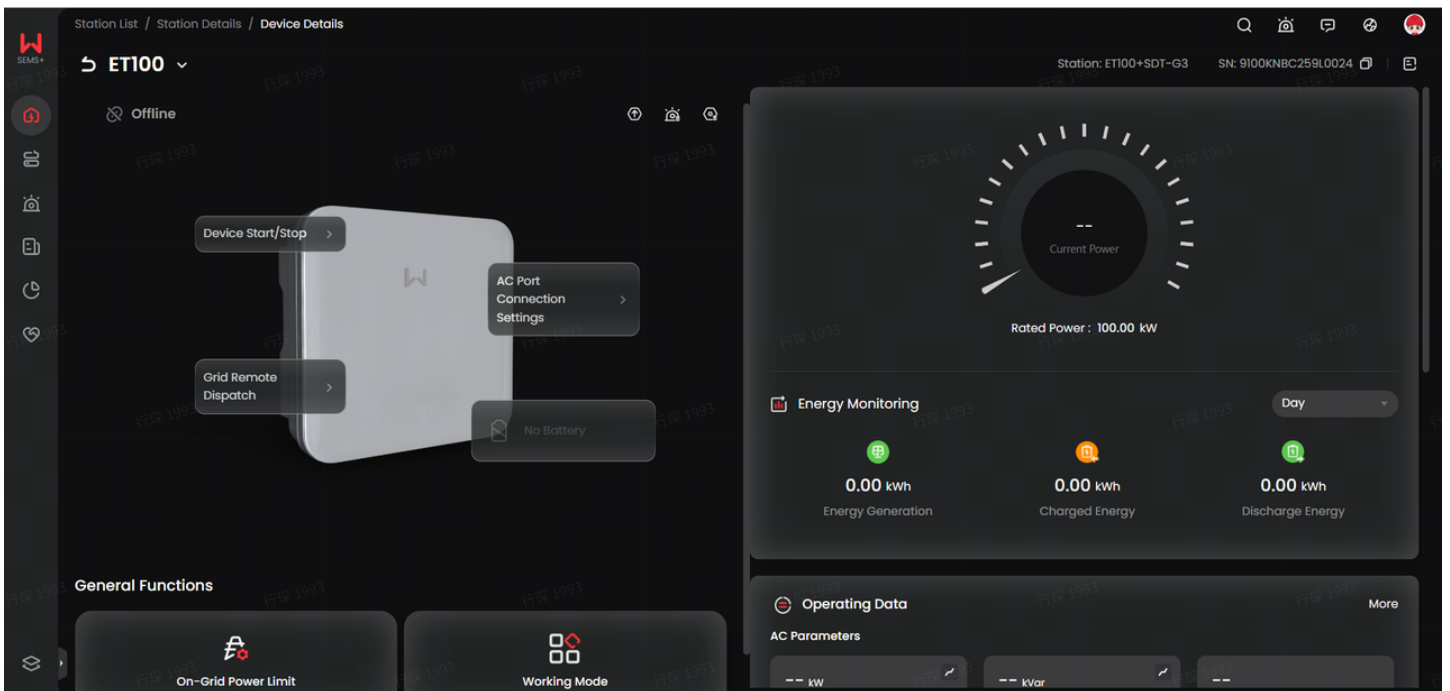 Station List / Station Details / Device Details
SEMS+
ET100
Station: ET100+SDT-G3
SN: 9100KNBC259L0024
Offline
Device Start/Stop
AC Port
Connection
Settings
Grid Remote
Dispatch
No Battery
General Functions
On-Grid Power Limit
Working Mode
--
Current Power
Rated Power : 100.00 kW
Energy Monitoring
Day
0.00 kWh
Energy Generation
0.00 kWh
Charged Energy
0.00 kWh
Discharge Energy
Operating Data
More
AC Parameters
-- kW
-- kVar
--
行琛 1993